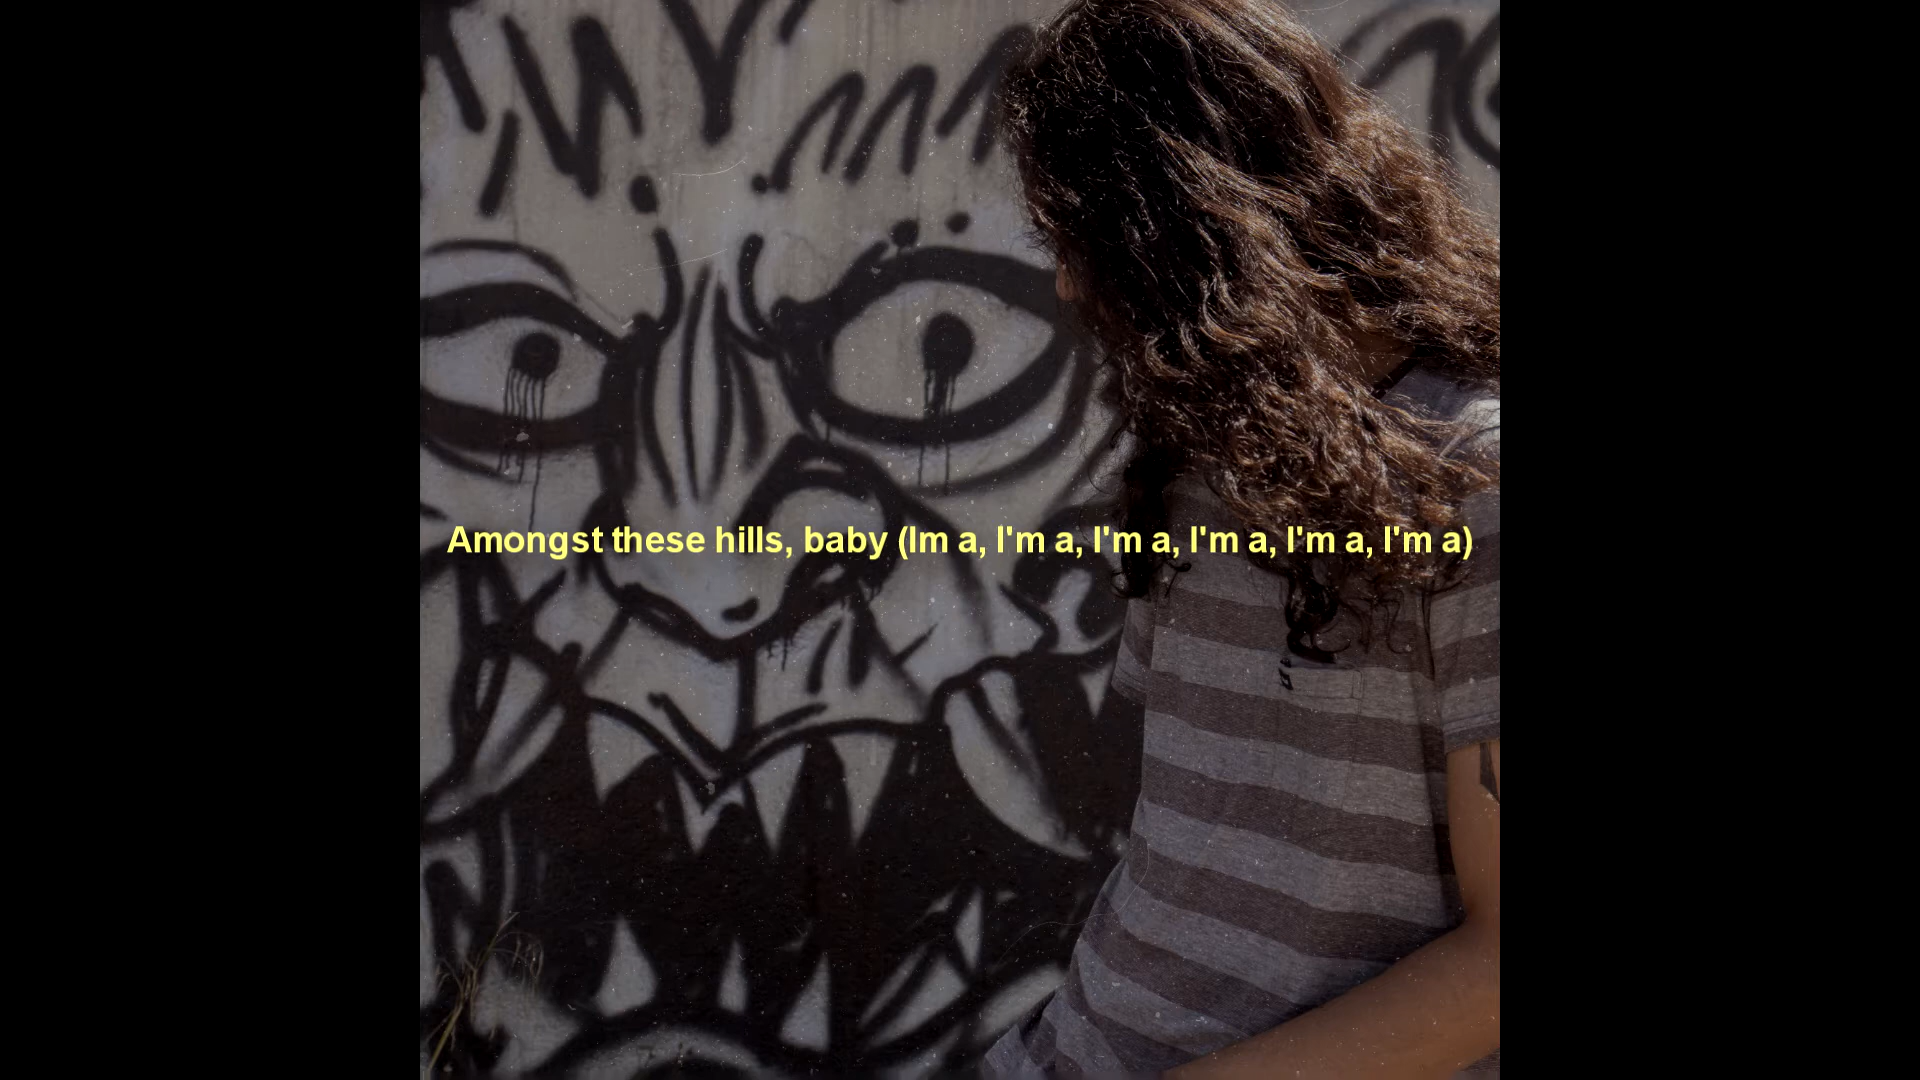 Amongst these hills, baby (Im a, I'm a, I'm a, I'm a, I'm a, I'm a)